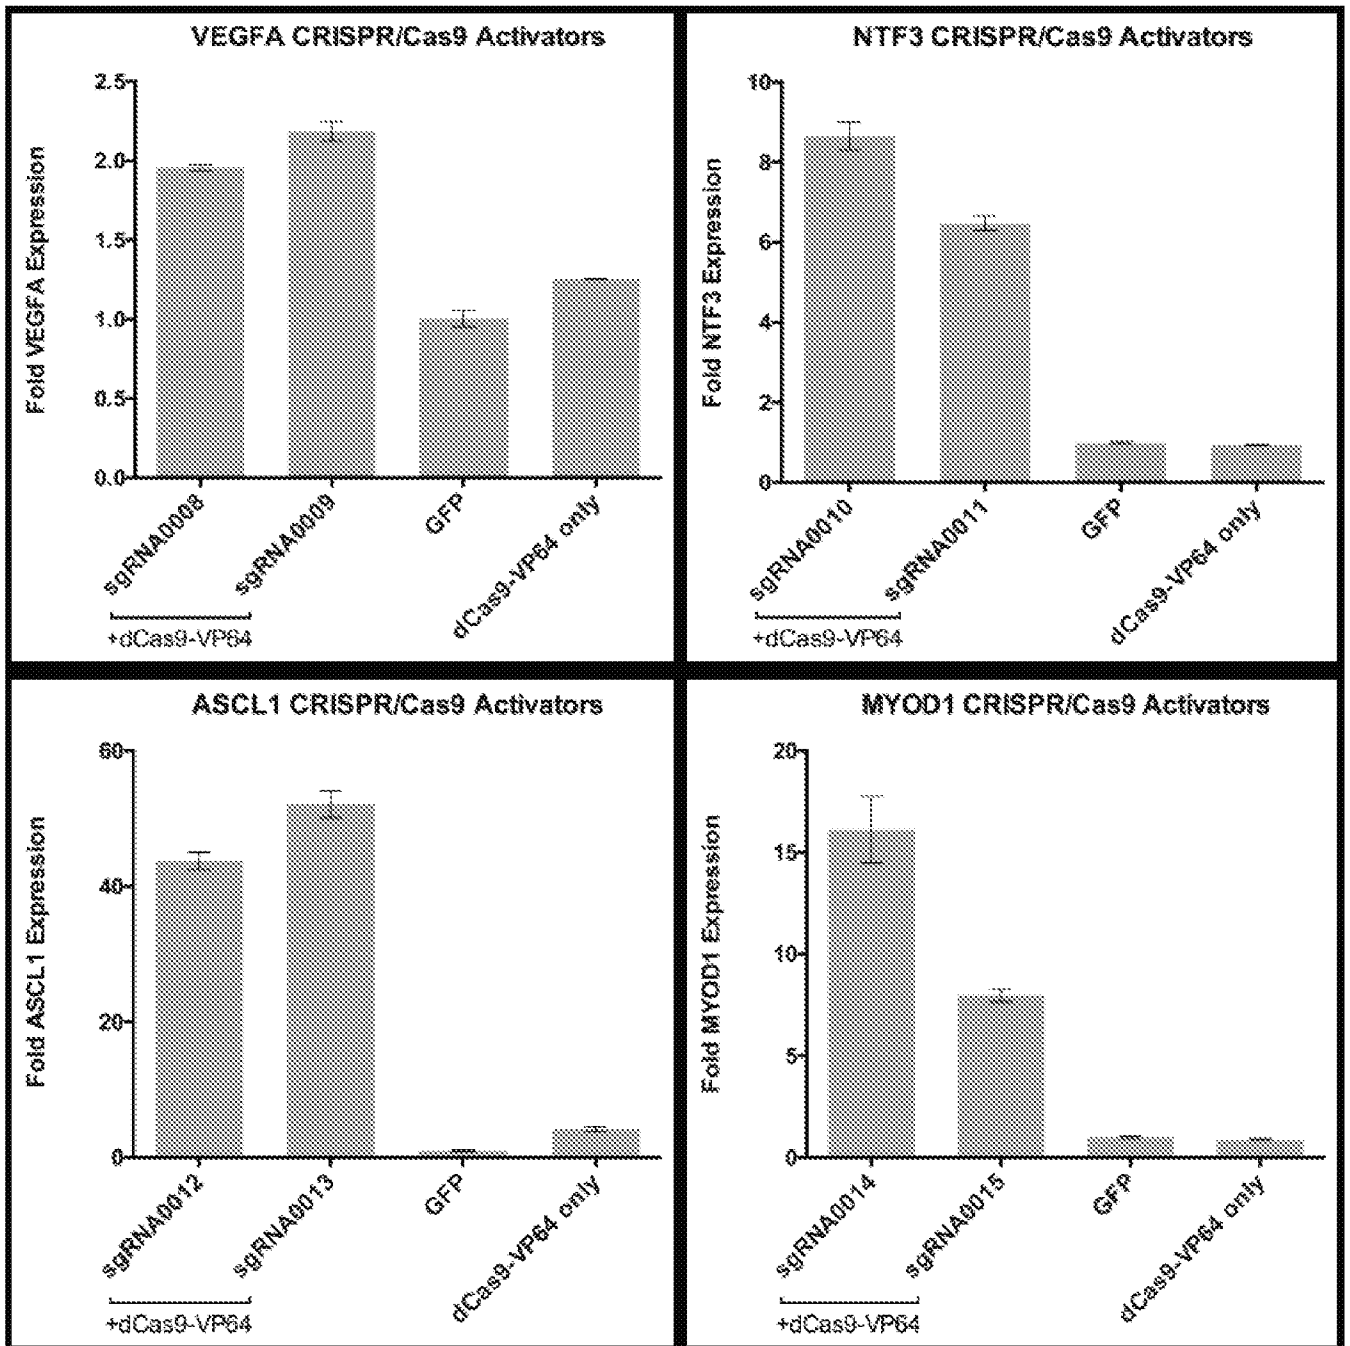 VEGFA CRISPR/Cas9 Activators
Fold VEGFA Expression
2.5
2.0
1.5
1.0
0.5
0.0
sgRNA0008
sgRNA0009
GFP
dCas9-VP64 only
+dCas9-VP64
NTF3 CRISPR/Cas9 Activators
Fold NTF3 Expression
10
8
6
4
2
0
sgRNA0010
sgRNA0011
GFP
dCas9-VP64 only
+dCas9-VP64
ASCL1 CRISPR/Cas9 Activators
Fold ASCL1 Expression
60
40
20
0
sgRNA0012
sgRNA0013
GFP
dCas9-VP64 only
+dCas9-VP64
MYOD1 CRISPR/Cas9 Activators
Fold MYOD1 Expression
20
15
10
5
0
sgRNA0014
sgRNA0015
GFP
dCas9-VP64 only
+dCas9-VP64